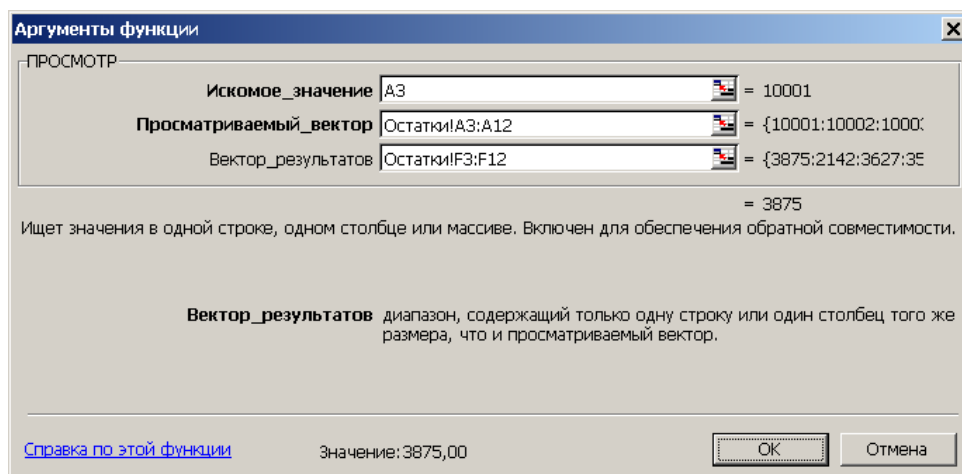 Аргументы функции
ПРОСМОТР
Искомое_значение A3 = 10001
Просматриваемый_вектор Остатки!A3:A12 = {10001:10002:10003
Вектор_результатов Остатки!F3:F12 = {3875:2142:3627:35
= 3875
Ищет значения в одной строке, одном столбце или массиве. Включен для обеспечения обратной совместимости.
Вектор_результатов диапазон, содержащий только одну строку или один столбец того же
размера, что и просматриваемый вектор.
Справка по этой функции Значение:3875,00 ОК Отмена